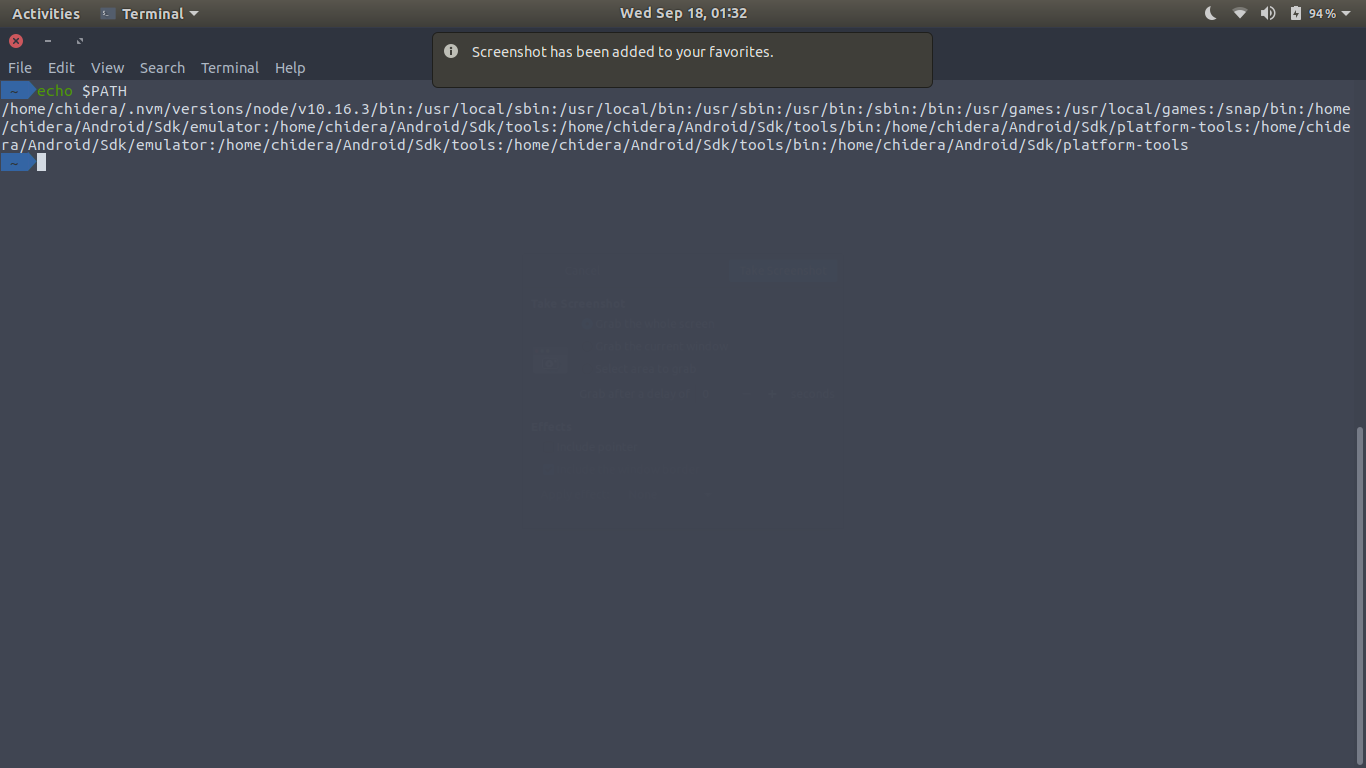 Activities Terminal Wed Sep 18, 01:32 94%
Screenshot has been added to your favorites.
File Edit View Search Terminal Help
~ echo $PATH
/home/chidera/.nvm/versions/node/v10.16.3/bin:/usr/local/sbin:/usr/local/bin:/usr/sbin:/usr/bin:/sbin:/bin:/usr/games:/usr/local/games:/snap/bin:/home
/chidera/Android/Sdk/emulator:/home/chidera/Android/Sdk/tools:/home/chidera/Android/Sdk/tools/bin:/home/chidera/Android/Sdk/platform-tools:/home/chide
ra/Android/Sdk/emulator:/home/chidera/Android/Sdk/tools:/home/chidera/Android/Sdk/tools/bin:/home/chidera/Android/Sdk/platform-tools
~